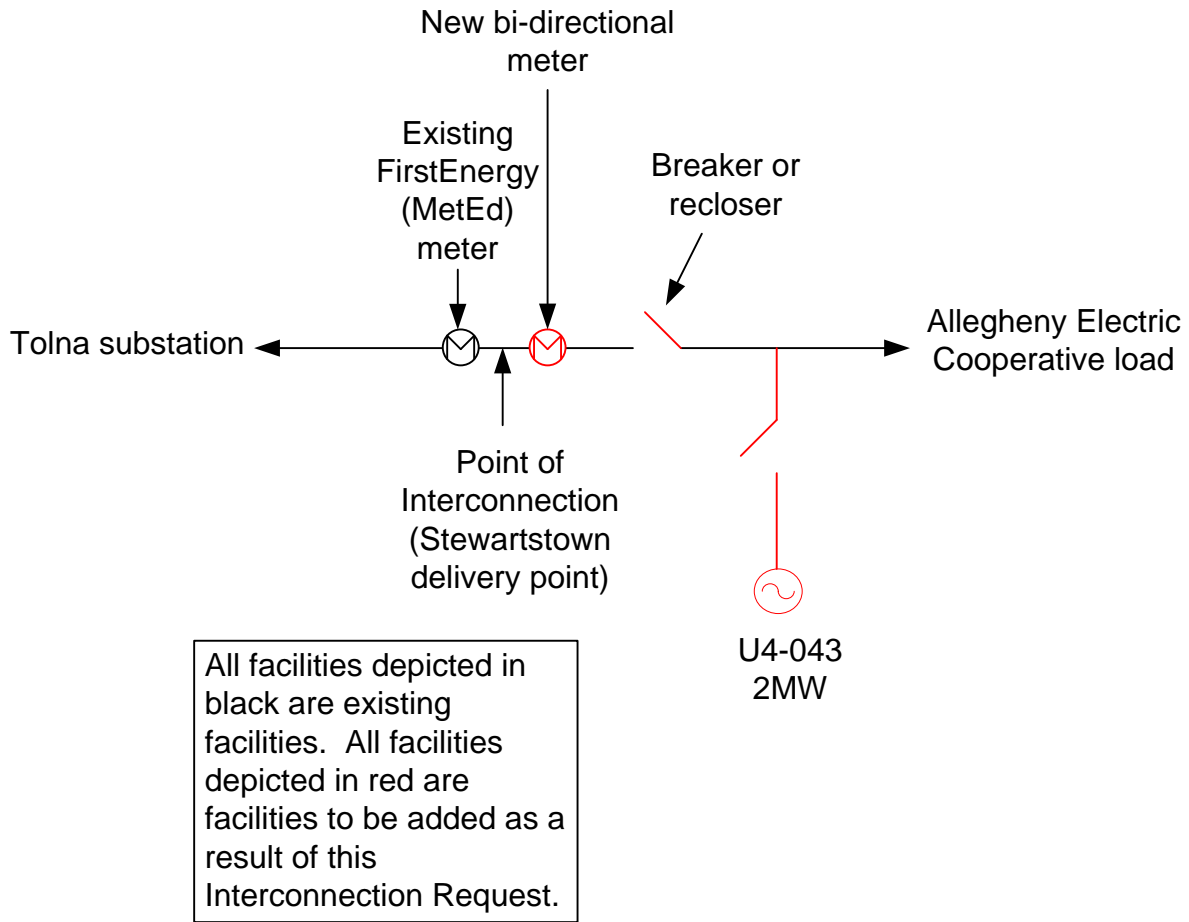 New bi-directional
meter
Existing
FirstEnergy
(MetEd)
meter
Breaker or
recloser
Tolna substation
Allegheny Electric
Cooperative load
Point of
Interconnection
(Stewartstown
delivery point)
U4-043
2MW
All facilities depicted in
black are existing
facilities.  All facilities
depicted in red are
facilities to be added as a
result of this
Interconnection Request.